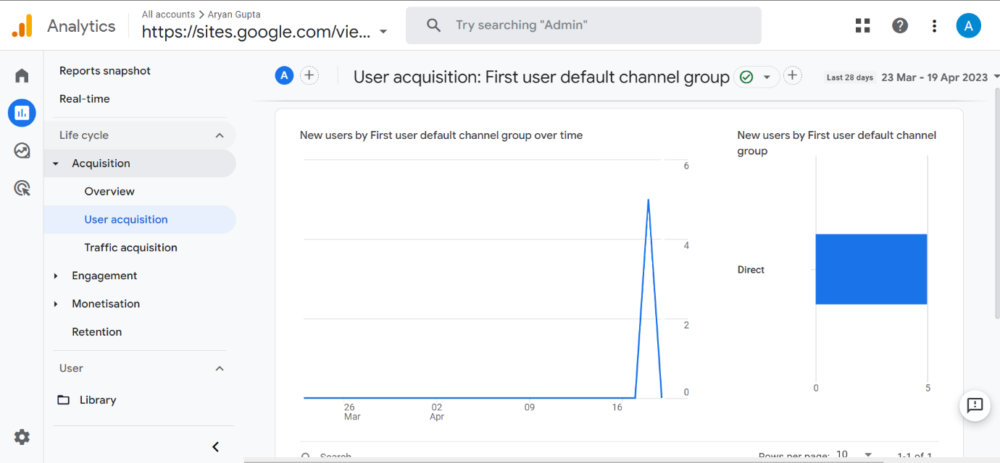 Analytics
All accounts > Aryan Gupta
https://sites.google.com/vie...
Try searching "Admin"
A
Reports snapshot
Real-time
Life cycle
Acquisition
Overview
User acquisition
Traffic acquisition
Engagement
Monetisation
Retention
User
Library
A
User acquisition: First user default channel group
Last 28 days
23 Mar - 19 Apr 2023
New users by First user default channel group over time
6
4
2
0
26
Mar
02
Apr
09
16
New users by First user default channel
group
Direct
0
5
Search
Rows per page:
10
1-1 of 1